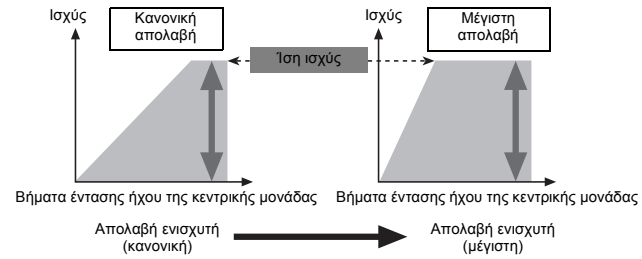 Ισχύς
Κανονική
απολαβή
Ίση ισχύς
Ισχύς
Μέγιστη
απολαβή
Βήματα έντασης ήχου της κεντρικής μονάδας
Βήματα έντασης ήχου της κεντρικής μονάδας
Απολαβή ενισχυτή
(κανονική)
Απολαβή ενισχυτή
(μέγιστη)